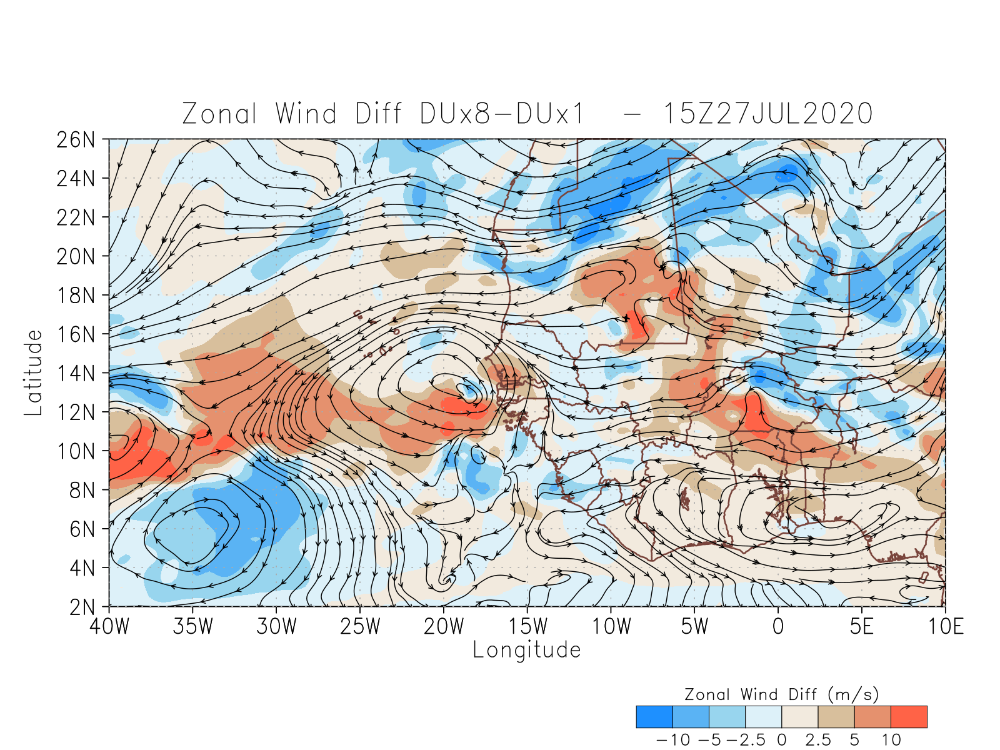 Zonal Wind Diff DUx8-DUx1 - 15Z27JUL2020
26N
24N
22N
20N
18N
16N
14N
12N
10N
8N
6N
4N
2N
Latitude
40W 35W 30W 25W 20W 15W 10W 5W 0 5E 10E
Longitude
Zonal Wind Diff (m/s)
-10 -5 -2.5 0 2.5 5 10